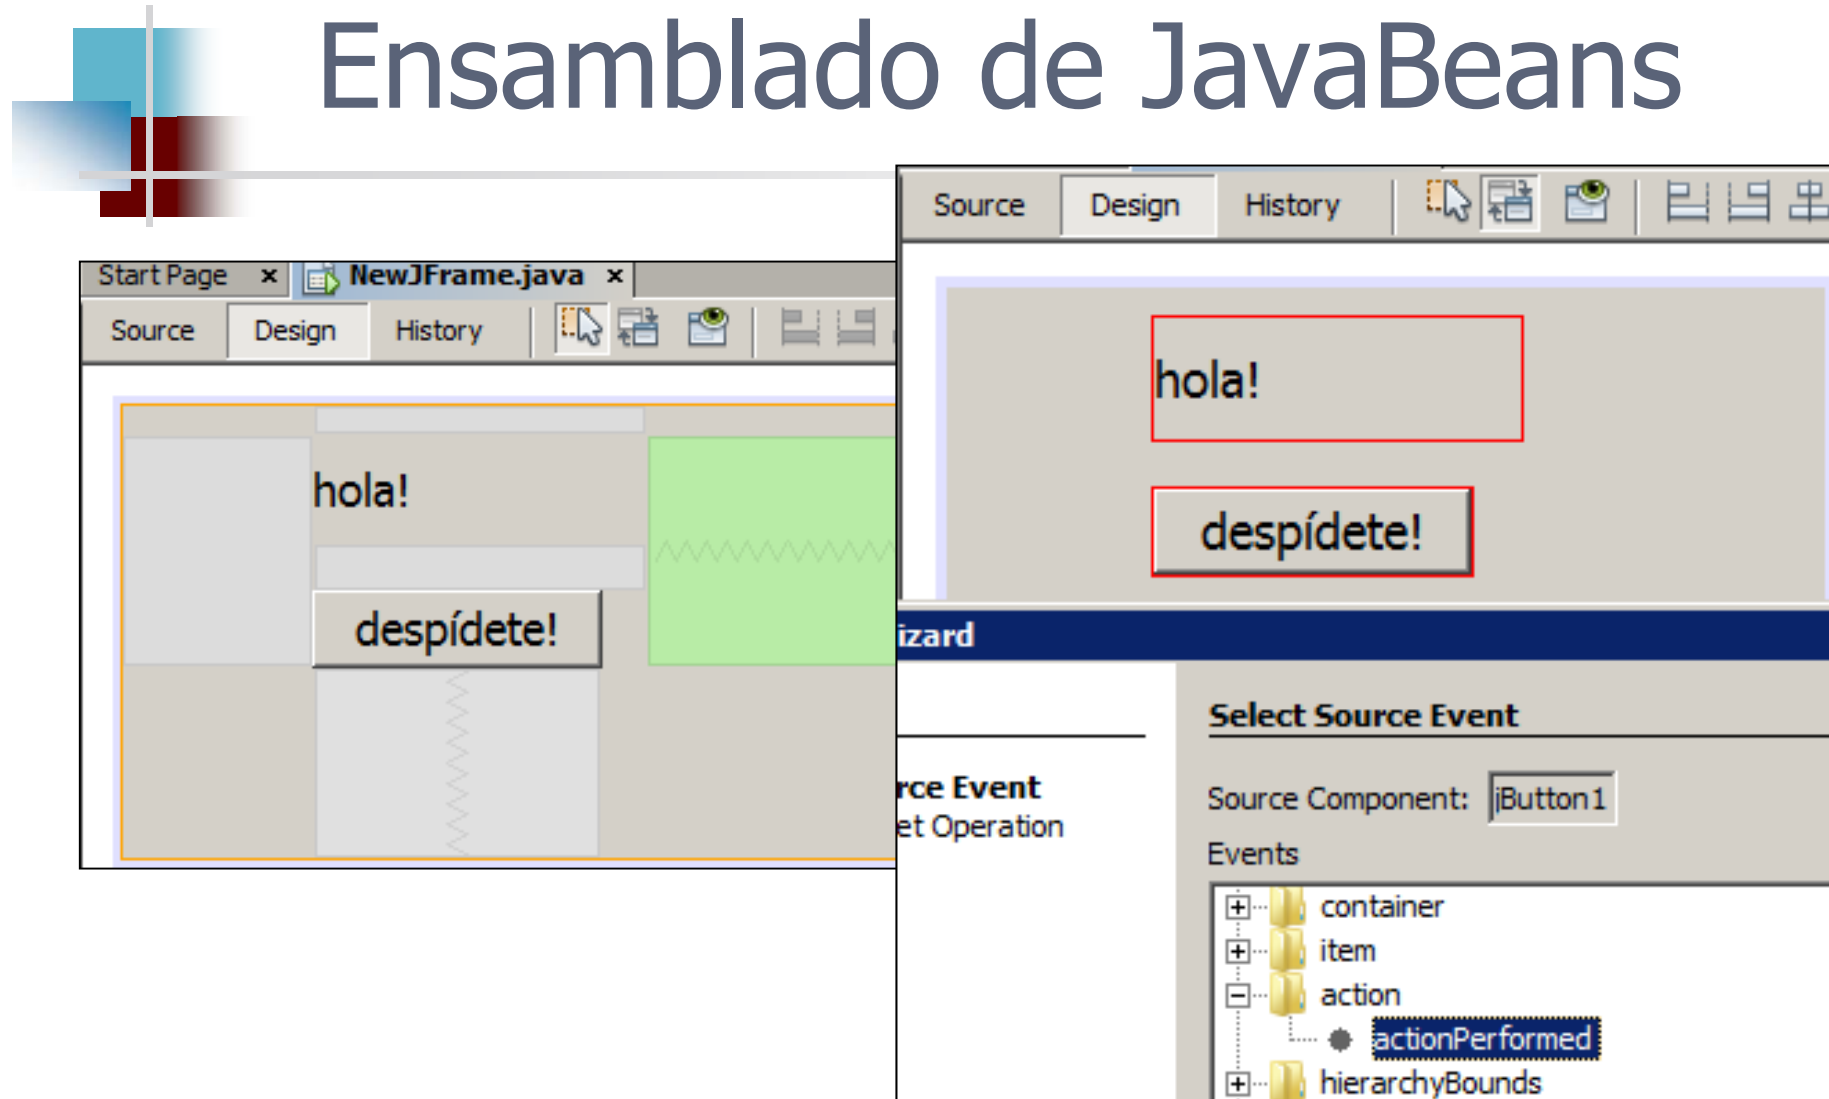 Ensamblado de JavaBeans
Start Page x NewJFrame.java x
Source Design History
hola!
despídete!
Source Design History
hola!
despídete!
izard
rce Event
et Operation
Select Source Event
Source Component: jButton1
Events
container
item
action
actionPerformed
hierarchyBounds